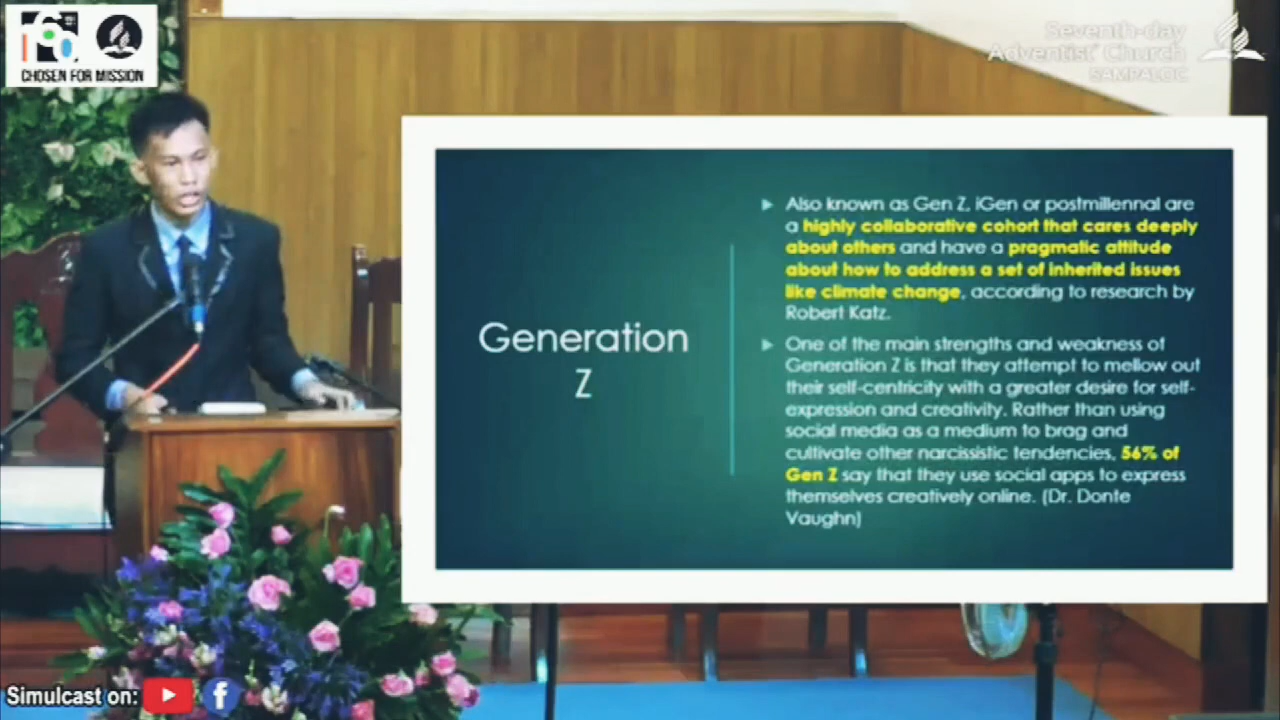 160
CHOSEN FOR MISSION
Seventh-day
Adventist Church
SAMPALOC
Generation
Z
Also known as Gen Z, iGen or postmillennal are
a highly collaborative cohort that cares deeply
about others and have a pragmatic attitude
about how to address a set of inherited issues
like climate change, according to research by
Robert Katz.
One of the main strengths and weakness of
Generation Z is that they attempt to mellow out
their self-centricity with a greater desire for self-
expression and creativity. Rather than using
social media as a medium to brag and
cultivate other narcissistic tendencies, 56% of
Gen Z say that they use social apps to express
themselves creatively online. (Dr. Donte
Vaughn)
Simulcast on: